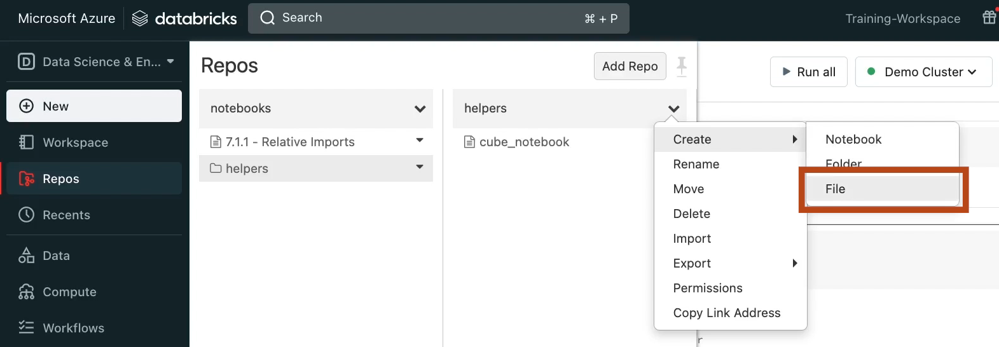 Microsoft Azure
databricks
Search
⌘ + P
Training-Workspace
D
Data Science & En...
New
Workspace
Repos
Recents
Data
Compute
Workflows
Repos
Add Repo
notebooks
7.1.1 - Relative Imports
helpers
helpers
cube_notebook
Run all
Demo Cluster
Create
Rename
Move
Delete
Import
Export
Permissions
Copy Link Address
Notebook
Folder
File
r